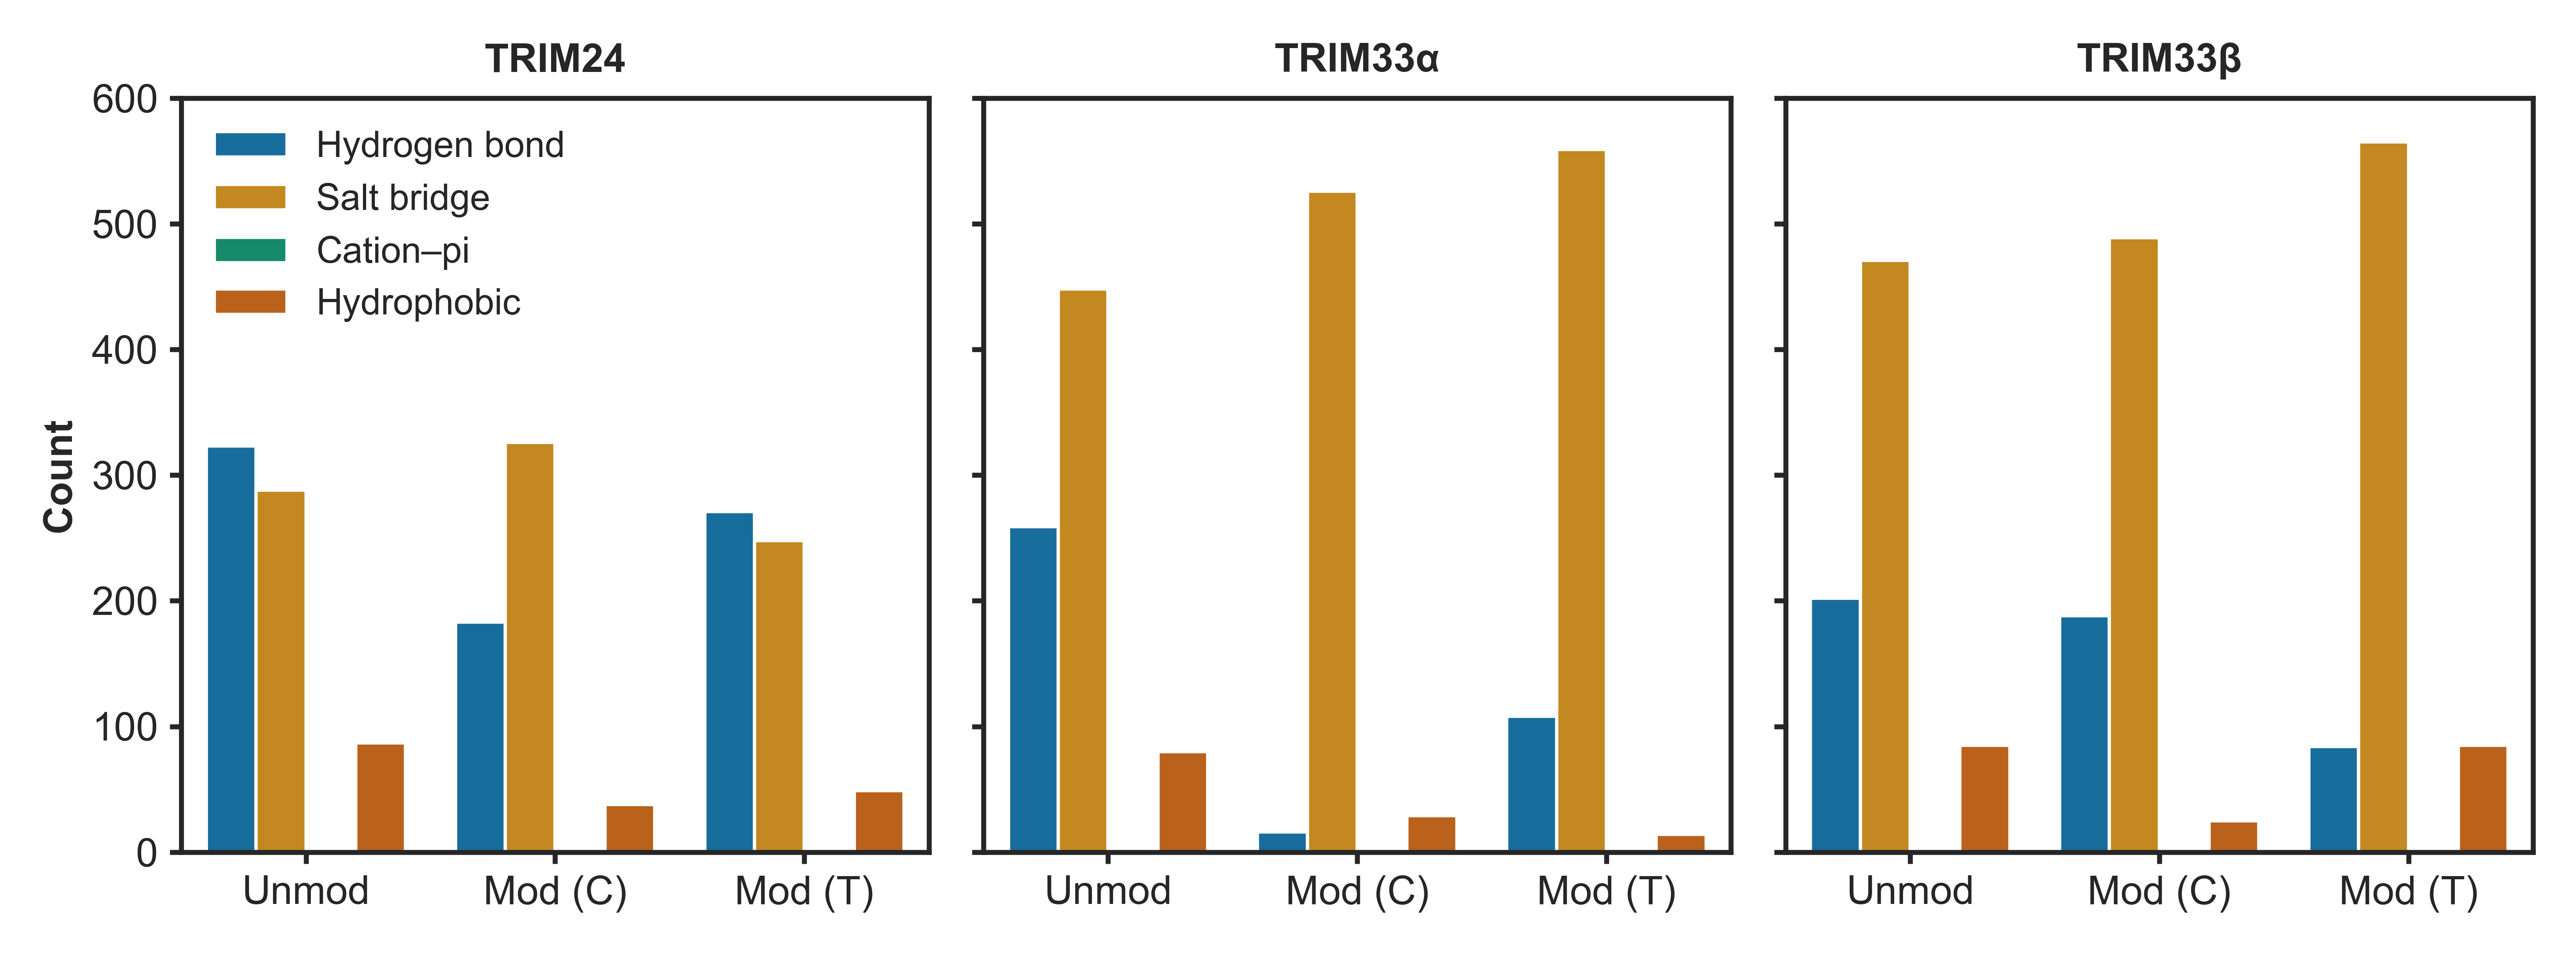 TRIM24
TRIM33α
TRIM33β
Count
600
500
400
300
200
100
0
Hydrogen bond
Salt bridge
Cation–pi
Hydrophobic
Unmod
Mod (C)
Mod (T)
Unmod
Mod (C)
Mod (T)
Unmod
Mod (C)
Mod (T)